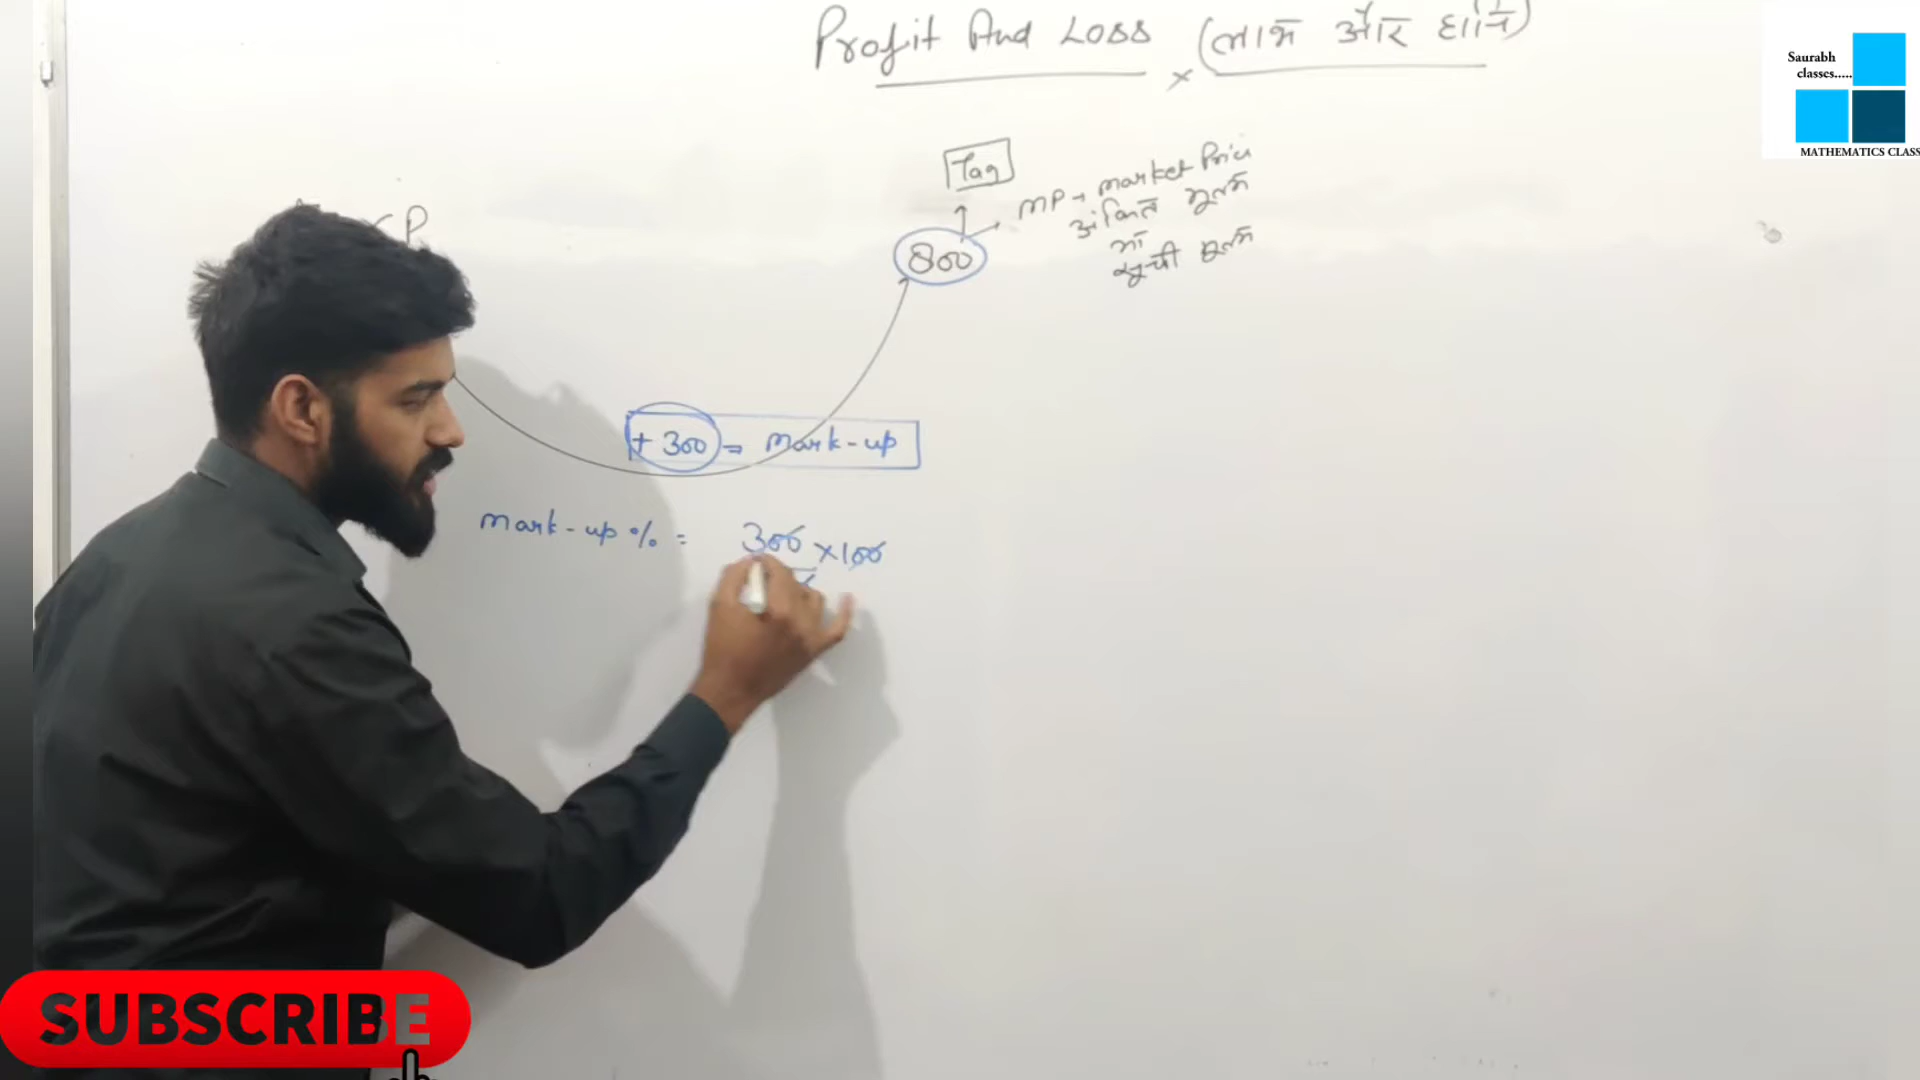 Profit And Loss (लाभ और हानि)
Saurabh
classes.....
MATHEMATICS CLASS
Tag
MP → market Price
अंकित मूल्य
या
सूची मूल्य
CP
800
+ 300 = mark-up
mark-up % = 300 × 100
SUBSCRIBE